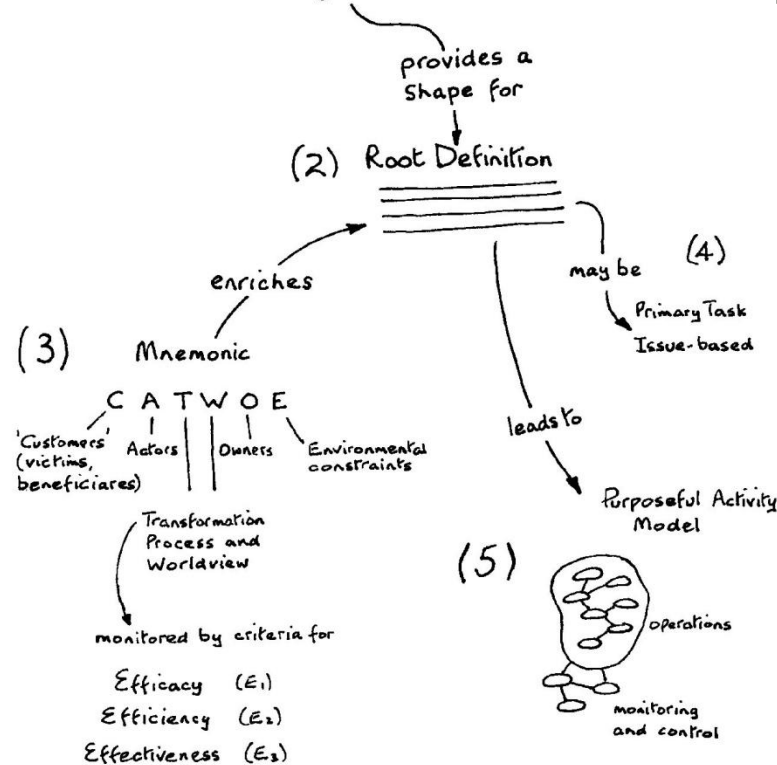 provides a
shape for
(2) Root Definition
(4)
may be
Primary Task
Issue-based
enriches
(3)
Mnemonic
C A T W O E
'Customers'
(victims,
beneficiares)
Actors
Owners
Environmental
constraints
Transformation
Process and
Worldview
monitored by criteria for
Efficacy (E₁)
Efficiency (E₂)
Effectiveness (E₃)
leads to
Purposeful Activity
Model
(5)
operations
monitoring
and control